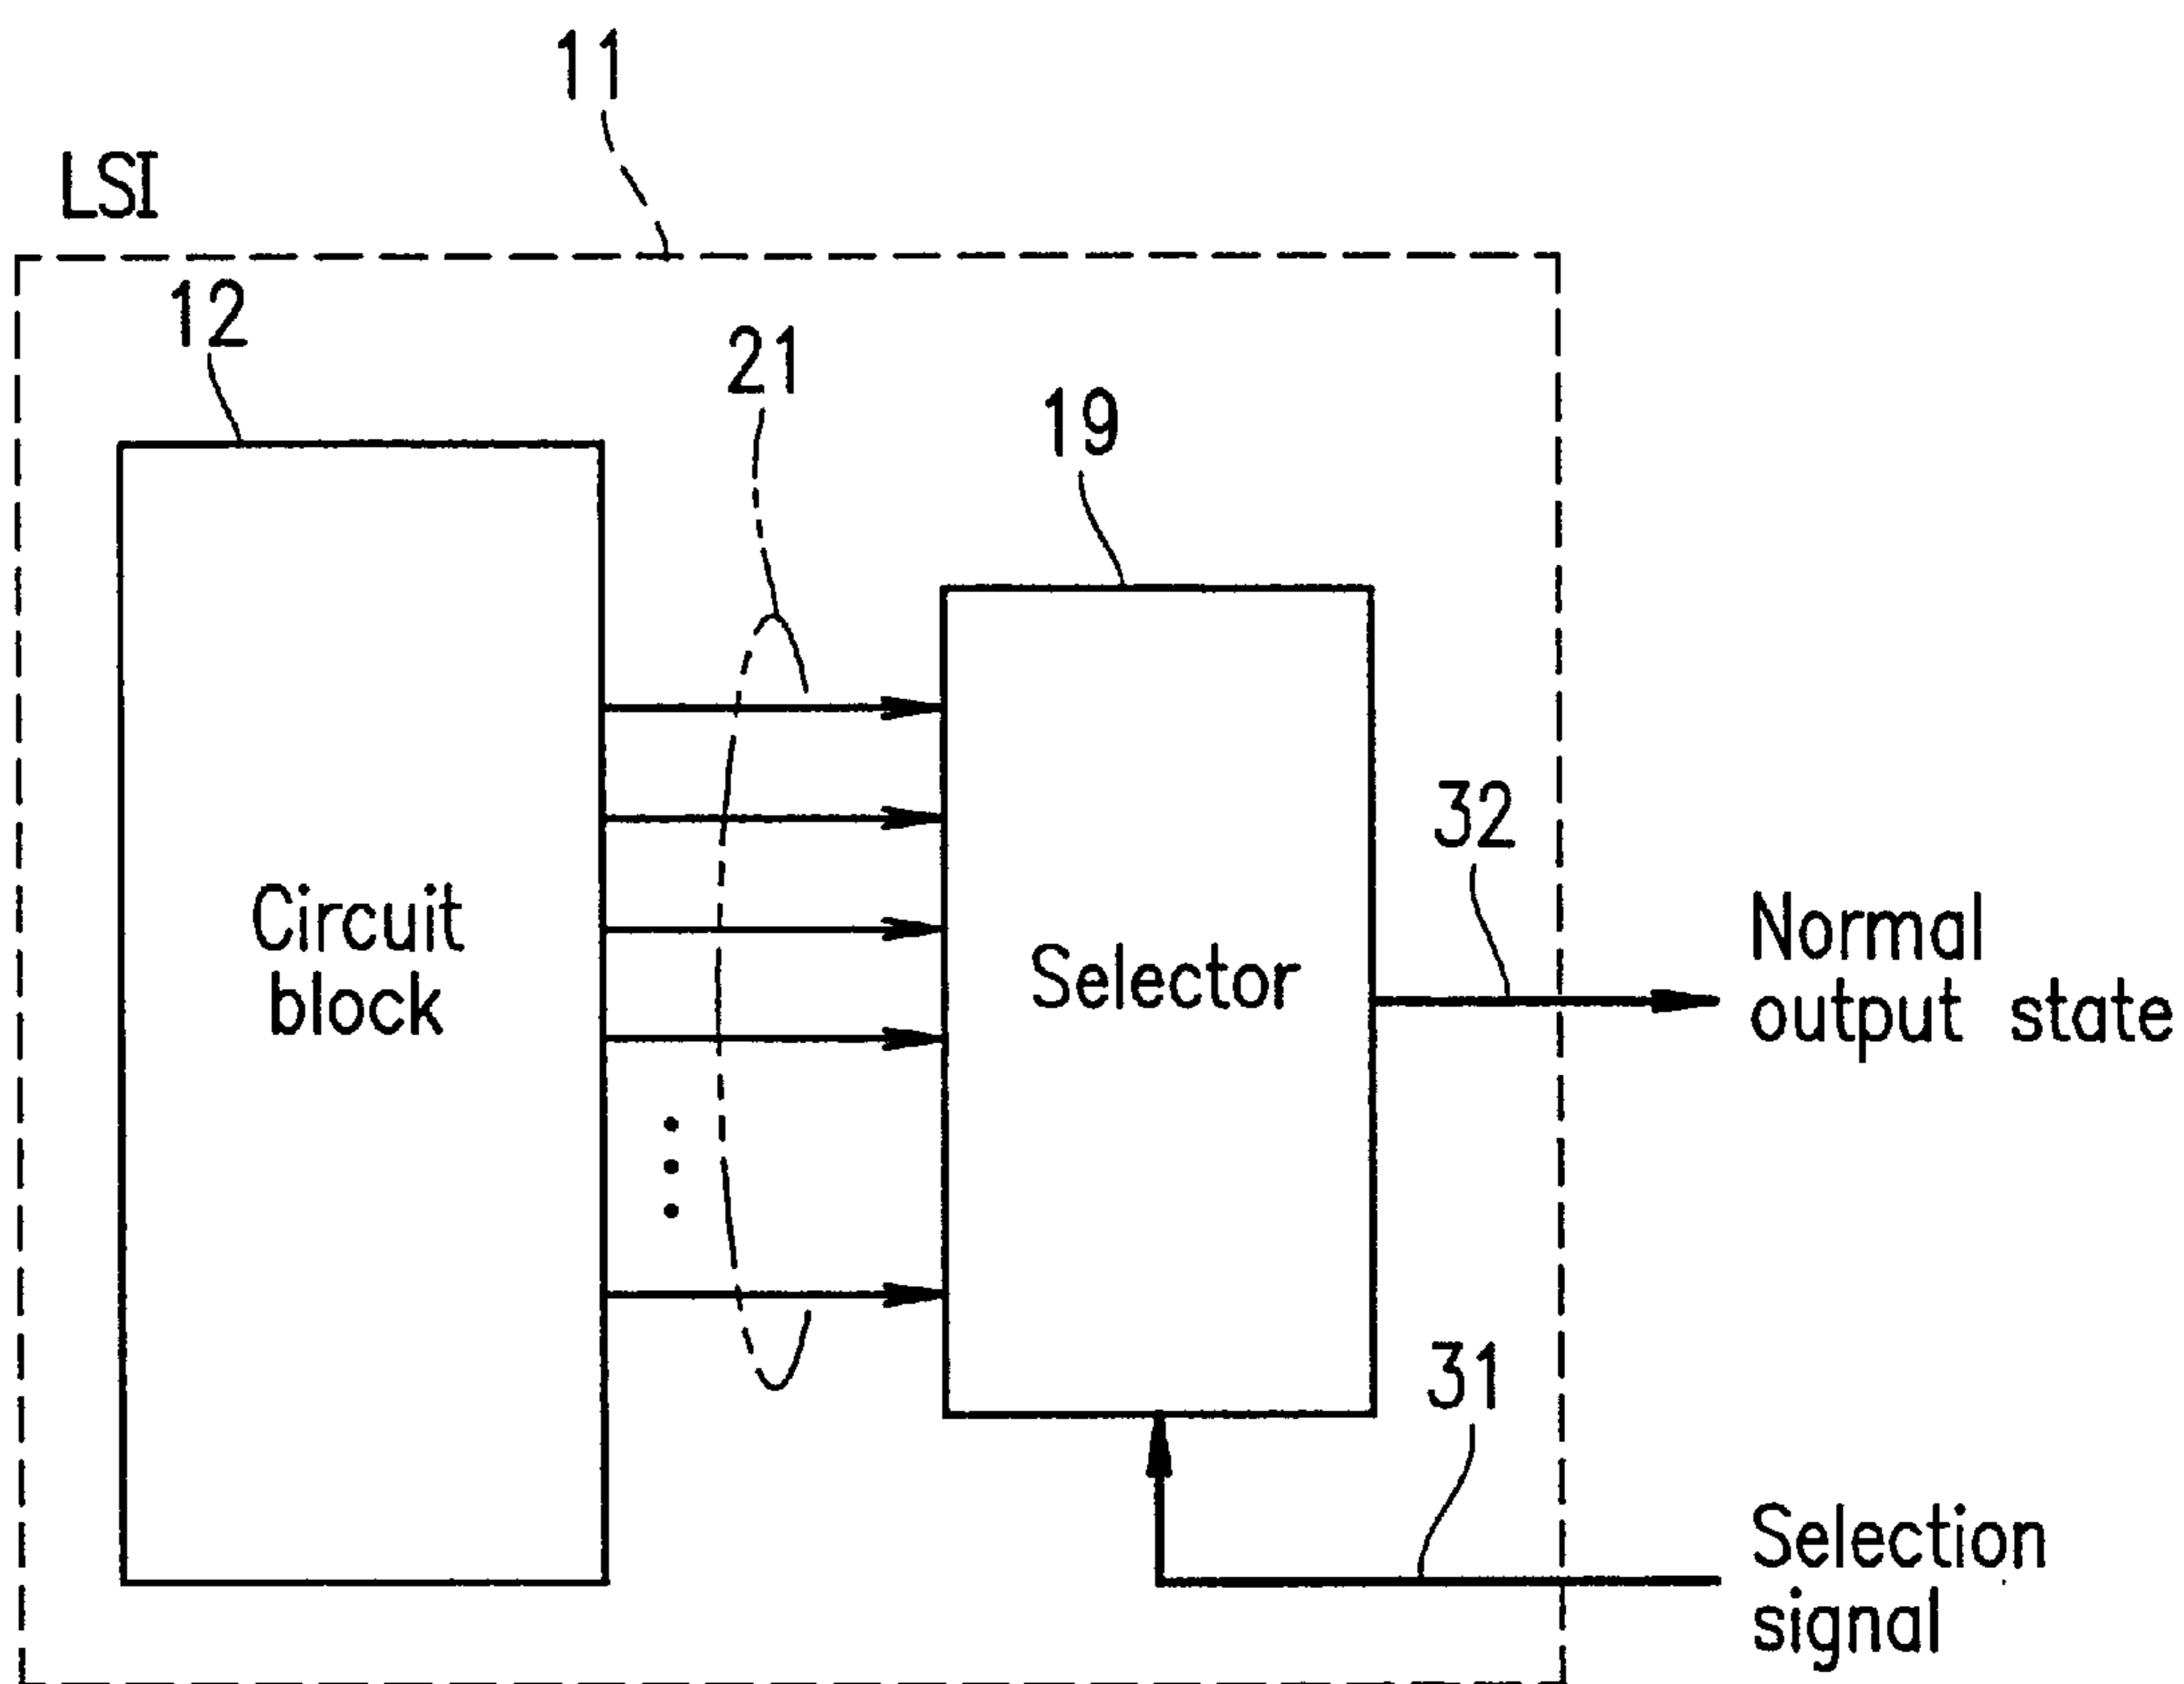 11
LSI
12
21
19
32
Circuit
block
Selector
Normal
output state
31
Selection
signal